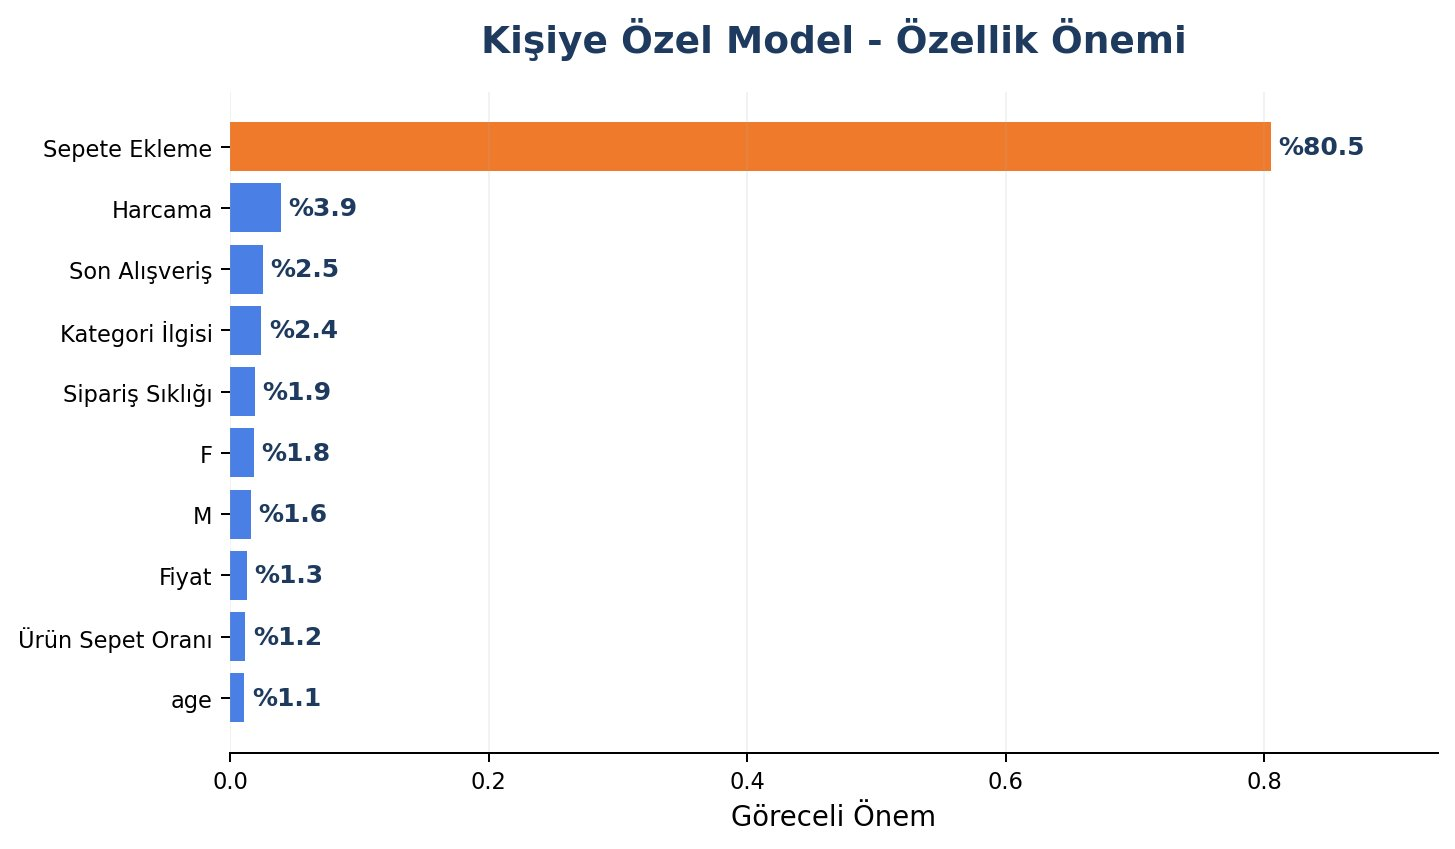 Kişiye Özel Model - Özellik Önemi
Sepete Ekleme %80.5
Harcama %3.9
Son Alışveriş %2.5
Kategori İlgisi %2.4
Sipariş Sıklığı %1.9
F %1.8
M %1.6
Fiyat %1.3
Ürün Sepet Oranı %1.2
age %1.1
0.0 0.2 0.4 0.6 0.8
Göreceli Önem